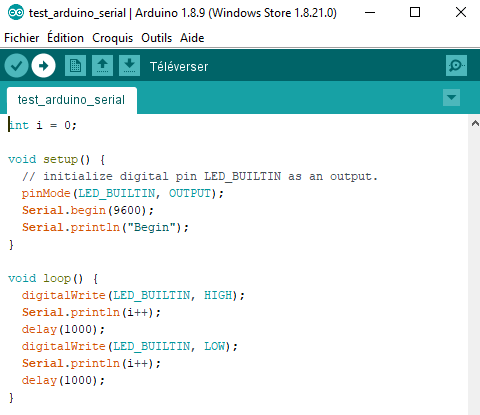 test_arduino_serial | Arduino 1.8.9 (Windows Store 1.8.21.0)
Fichier Édition Croquis Outils Aide
Téléverser
test_arduino_serial
int i = 0;
void setup() {
  // initialize digital pin LED_BUILTIN as an output.
  pinMode(LED_BUILTIN, OUTPUT);
  Serial.begin(9600);
  Serial.println("Begin");
}
void loop() {
  digitalWrite(LED_BUILTIN, HIGH);
  Serial.println(i++);
  delay(1000);
  digitalWrite(LED_BUILTIN, LOW);
  Serial.println(i++);
  delay(1000);
}